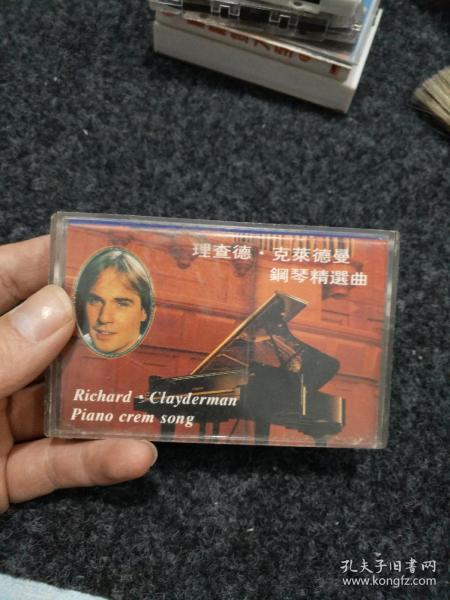 理查德·克萊德曼
鋼琴精選曲
Richard - Clayderman
Piano crem song
孔夫子旧书网
www.kongfz.com